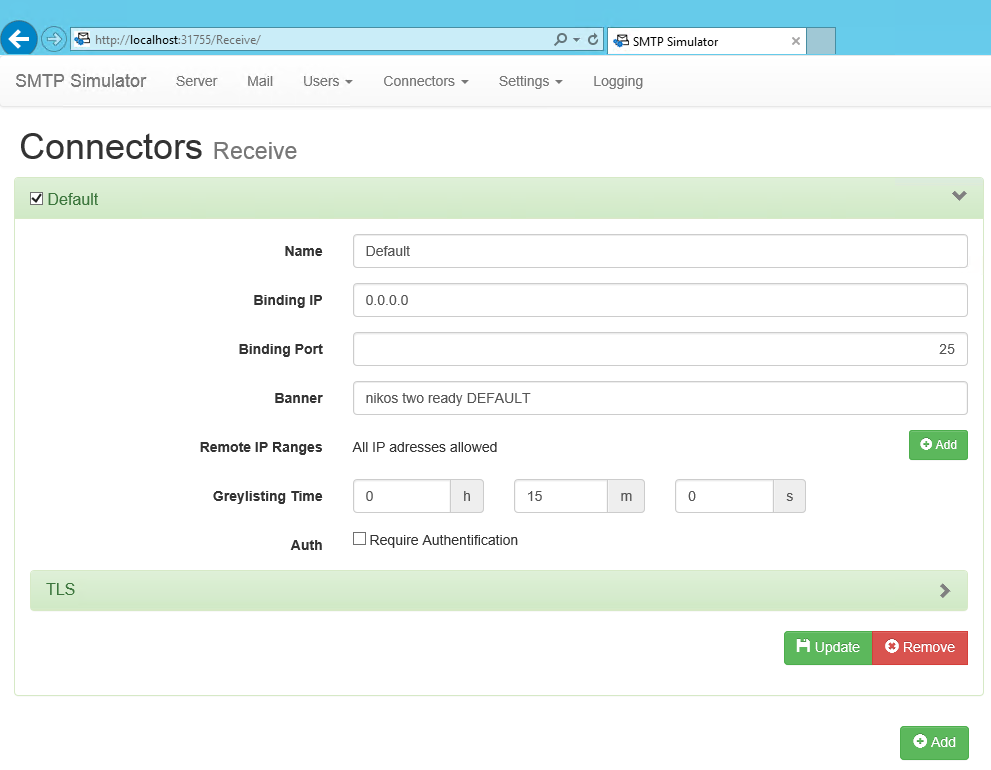 http://localhost:31755/Receive/
SMTP Simulator
SMTP Simulator Server Mail Users Connectors Settings Logging
Connectors Receive
Default
Name Default
Binding IP 0.0.0.0
Binding Port 25
Banner nikos two ready DEFAULT
Remote IP Ranges All IP adresses allowed Add
Greylisting Time 0 h 15 m 0 s
Auth Require Authentification
TLS
Update Remove
Add